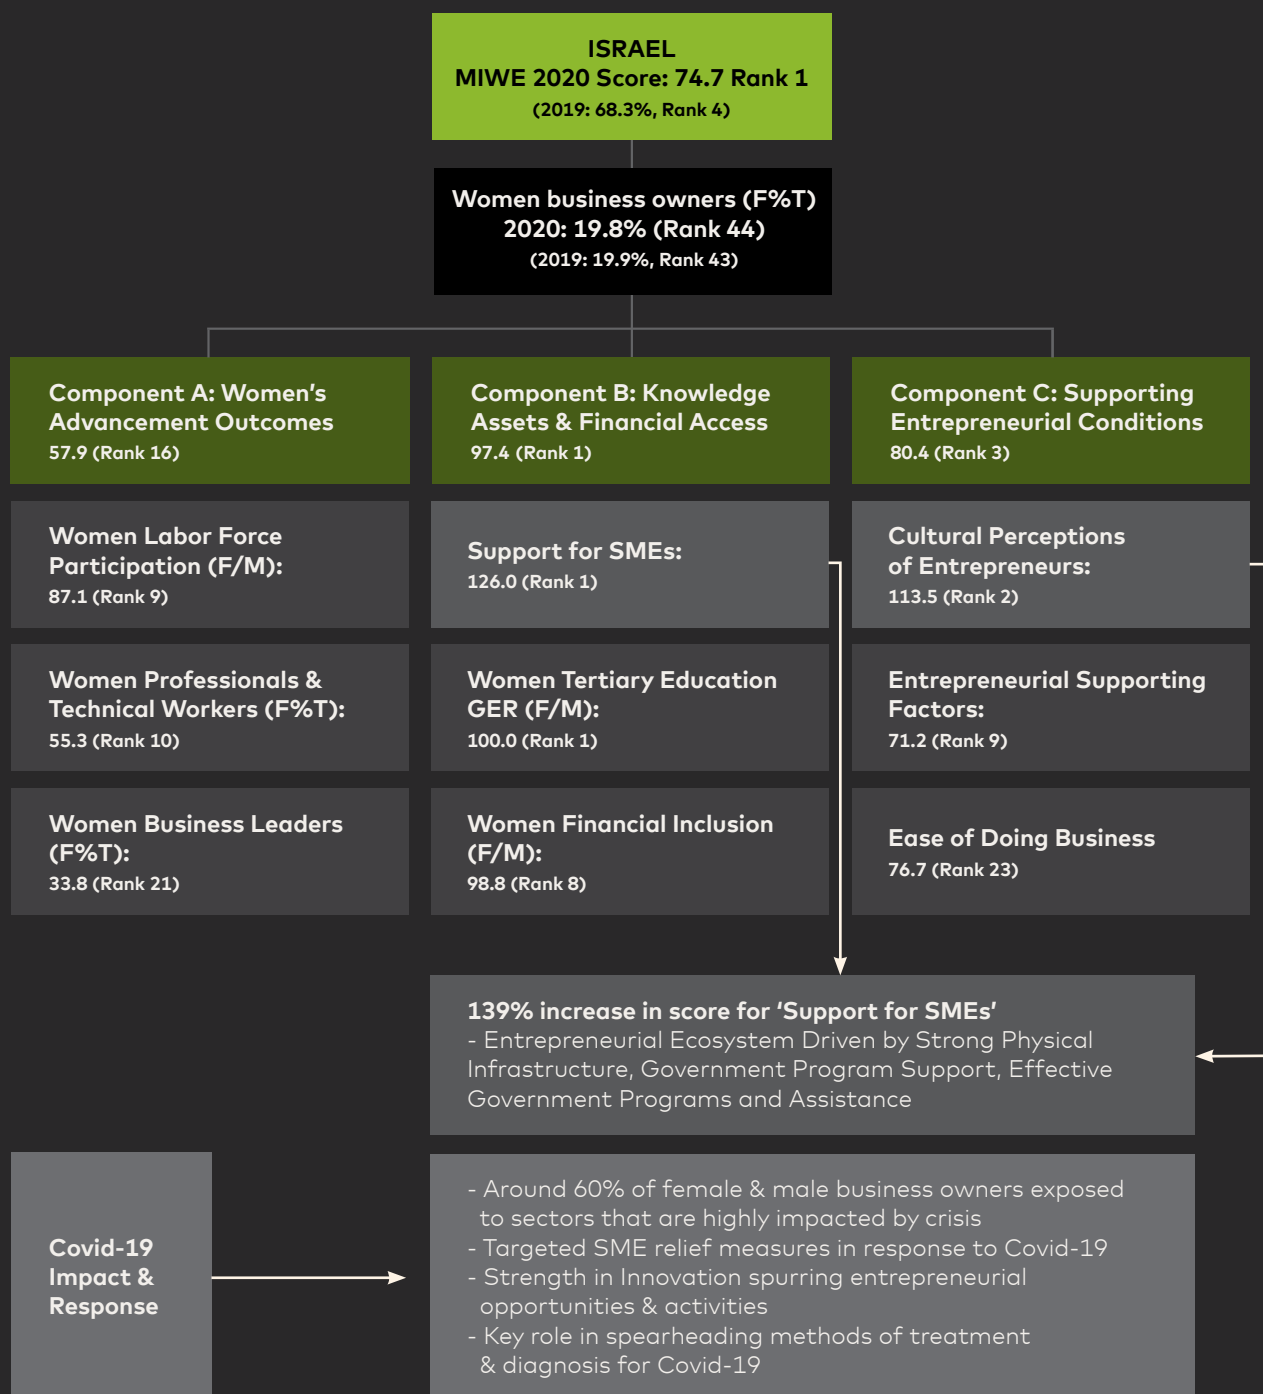 ISRAEL
MIWE 2020 Score: 74.7 Rank 1
(2019: 68.3%, Rank 4)
Women business owners (F%T)
2020: 19.8% (Rank 44)
(2019: 19.9%, Rank 43)
Component A: Women’s
Advancement Outcomes
57.9 (Rank 16)
Women Labor Force
Participation (F/M):
87.1 (Rank 9)
Women Professionals &
Technical Workers (F%T):
55.3 (Rank 10)
Women Business Leaders
(F%T):
33.8 (Rank 21)
Component B: Knowledge
Assets & Financial Access
97.4 (Rank 1)
Support for SMEs:
126.0 (Rank 1)
Women Tertiary Education
GER (F/M):
100.0 (Rank 1)
Women Financial Inclusion
(F/M):
98.8 (Rank 8)
Component C: Supporting
Entrepreneurial Conditions
80.4 (Rank 3)
Cultural Perceptions
of Entrepreneurs:
113.5 (Rank 2)
Entrepreneurial Supporting
Factors:
71.2 (Rank 9)
Ease of Doing Business
76.7 (Rank 23)
139% increase in score for ‘Support for SMEs’
- Entrepreneurial Ecosystem Driven by Strong Physical
Infrastructure, Government Program Support, Effective
Government Programs and Assistance
Covid-19
Impact &
Response
- Around 60% of female & male business owners exposed
to sectors that are highly impacted by crisis
- Targeted SME relief measures in response to Covid-19
- Strength in Innovation spurring entrepreneurial
opportunities & activities
- Key role in spearheading methods of treatment
& diagnosis for Covid-19